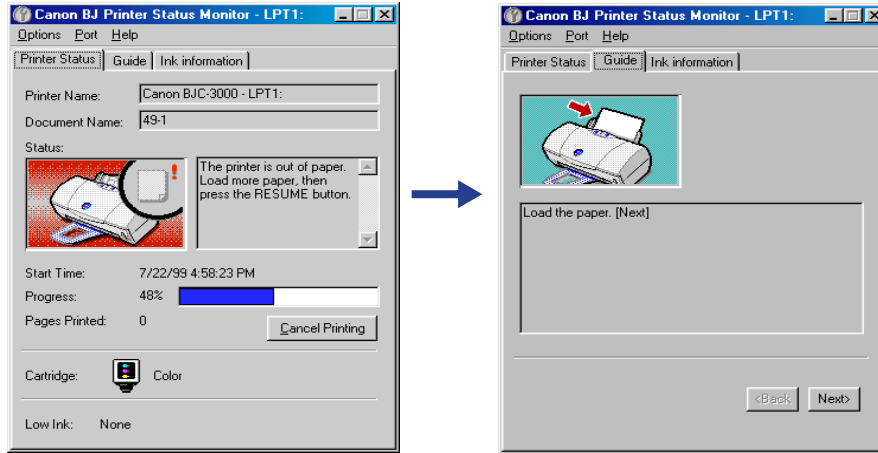 Canon BJ Printer Status Monitor - LPT1:
Options Port Help
Printer Status Guide Ink information
Printer Name: Canon BJC-3000 - LPT1:
Document Name: 49-1
Status:
The printer is out of paper.
Load more paper, then
press the RESUME button.
Start Time: 7/22/99 4:58:23 PM
Progress: 48%
Pages Printed: 0
Cancel Printing
Cartridge: Color
Low Ink: None
Canon BJ Printer Status Monitor - LPT1:
Options Port Help
Printer Status Guide Ink information
Load the paper. [Next]
<Back Next>